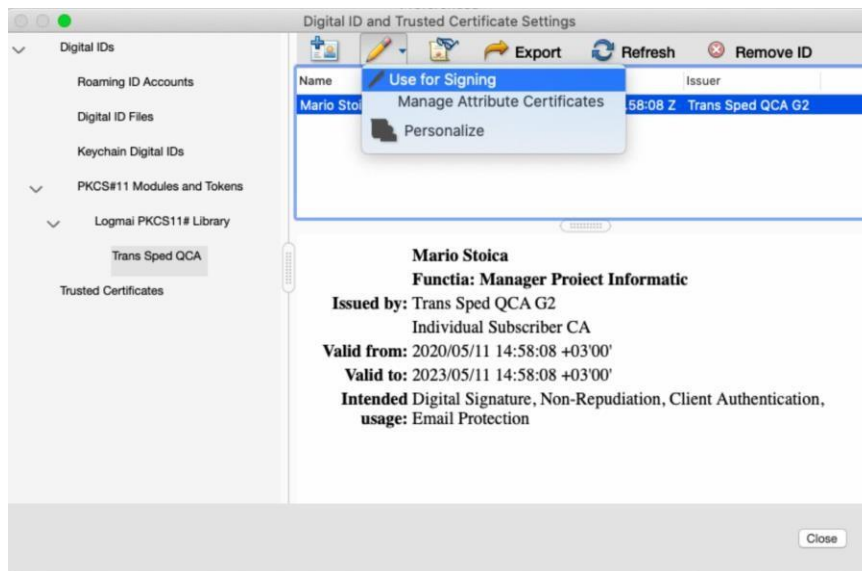 Digital ID and Trusted Certificate Settings
Digital IDs
Roaming ID Accounts
Digital ID Files
Keychain Digital IDs
PKCS#11 Modules and Tokens
Logmai PKCS11# Library
Trans Sped QCA
Trusted Certificates
Export
Refresh
Remove ID
Name
Issuer
Mario Stoi
58:08 Z
Trans Sped QCA G2
Use for Signing
Manage Attribute Certificates
Personalize
Mario Stoica
Functia: Manager Proiect Informatic
Issued by: Trans Sped QCA G2
Individual Subscriber CA
Valid from: 2020/05/11 14:58:08 +03'00'
Valid to: 2023/05/11 14:58:08 +03'00'
Intended Digital Signature, Non-Repudiation, Client Authentication,
usage: Email Protection
Close